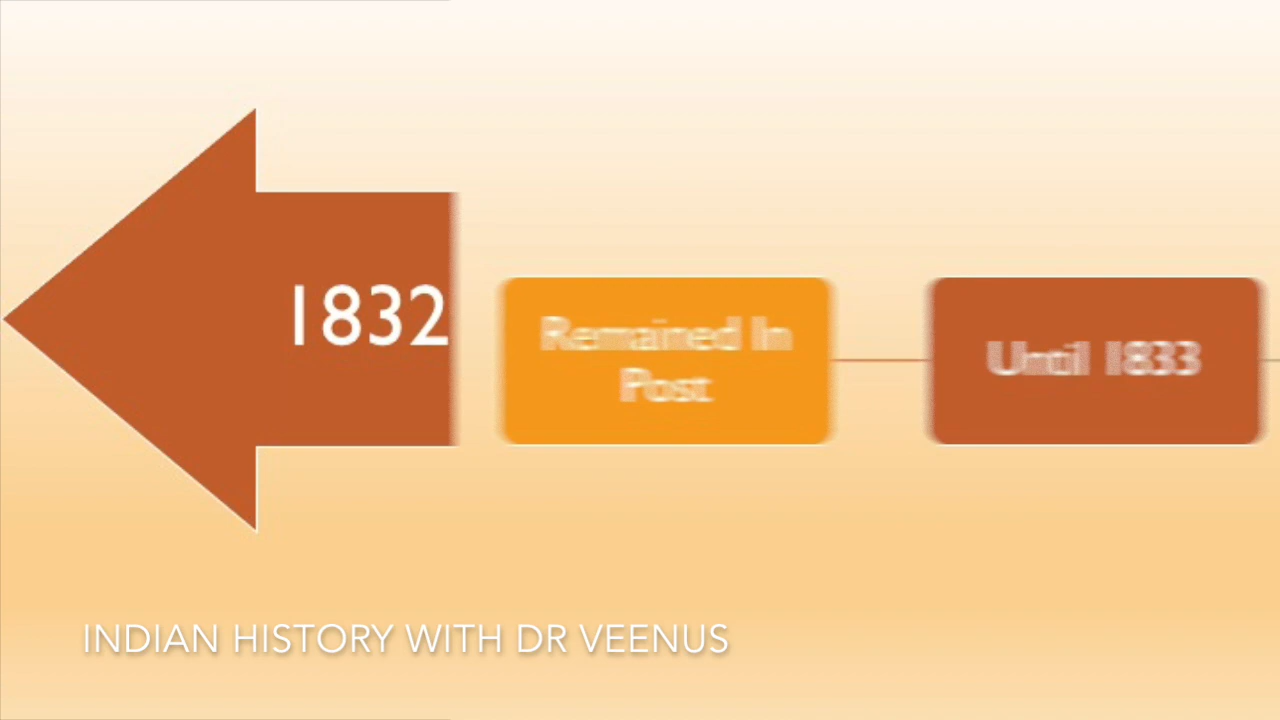 1832
Remained In
Post
Until 1833
INDIAN HISTORY WITH DR VEENUS